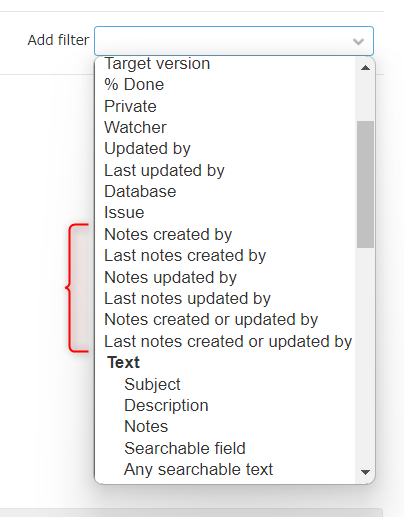 Add filter
Target version
% Done
Private
Watcher
Updated by
Last updated by
Database
Issue
Notes created by
Last notes created by
Notes updated by
Last notes updated by
Notes created or updated by
Last notes created or updated by
Text
Subject
Description
Notes
Searchable field
Any searchable text